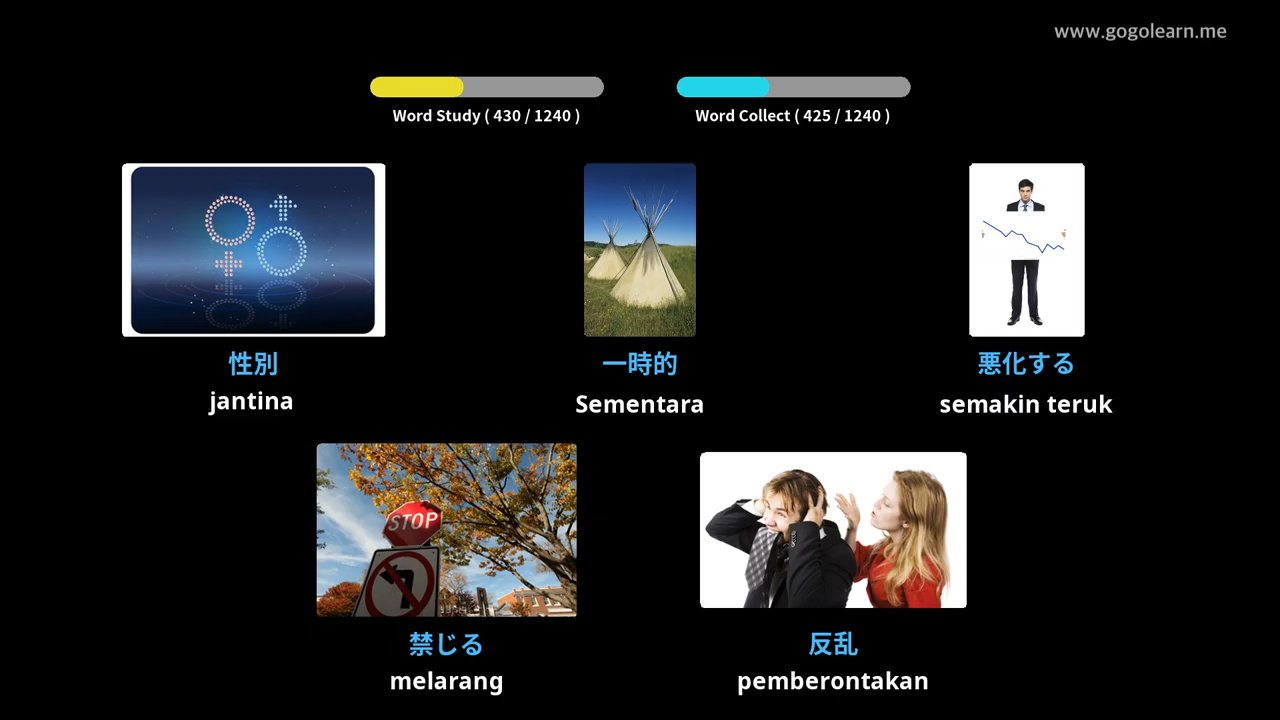 www.gogolearn.me
Word Study ( 430 / 1240 )
Word Collect ( 425 / 1240 )
性別
jantina
一時的
Sementara
悪化する
semakin teruk
STOP
禁じる
melarang
反乱
pemberontakan